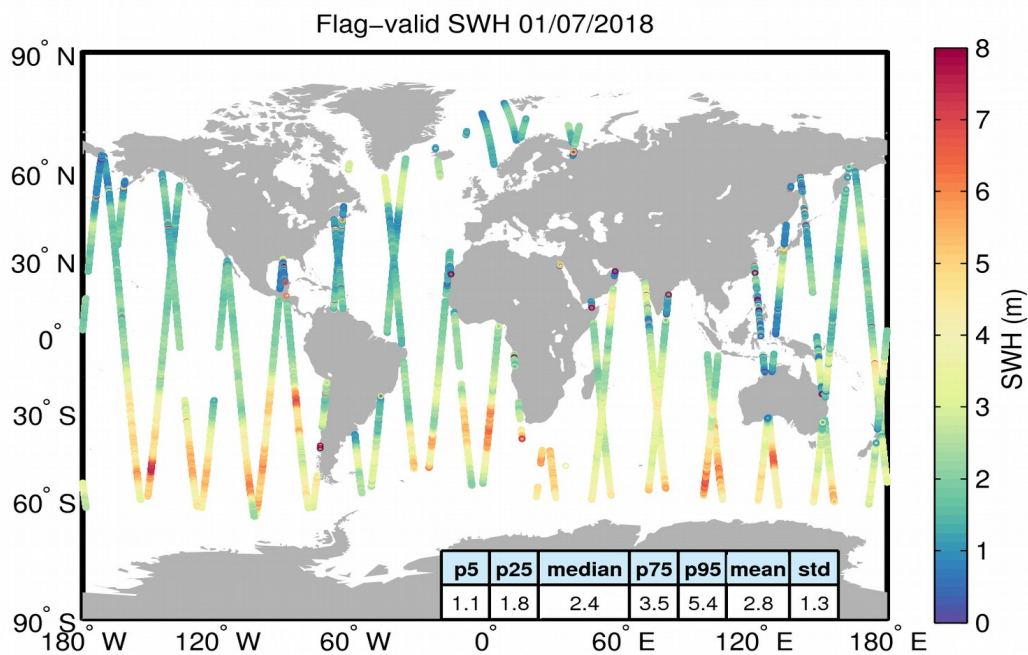 Flag-valid SWH 01/07/2018
90° N
60° N
30° N
0°
30° S
60° S
90° S
180° W
120° W
60° W
0°
60° E
120° E
180° E
8
7
6
5
4
3
2
1
0
SWH (m)
p5 p25 median p75 p95 mean std
1.1 1.8 2.4 3.5 5.4 2.8 1.3